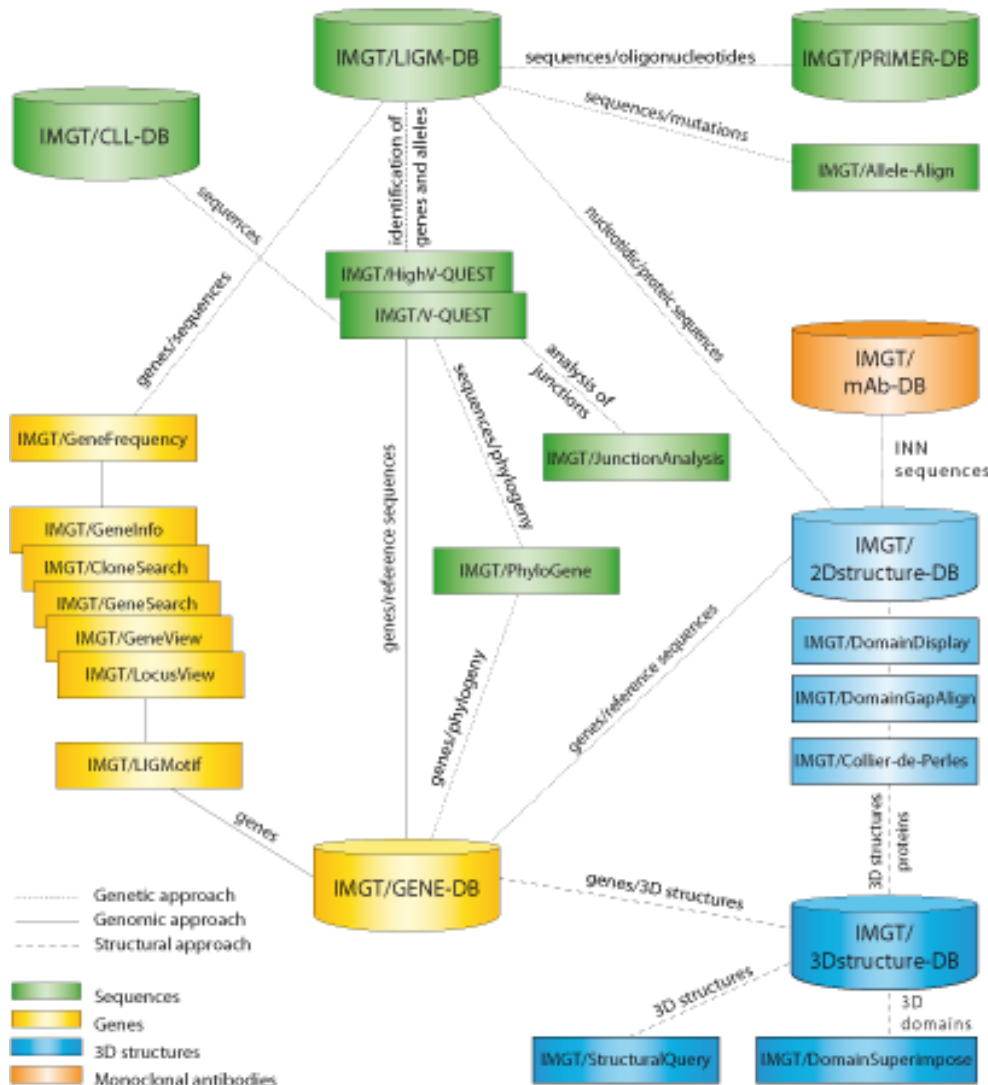 IMGT/LIGM-DB
sequences/oligonucleotides
IMGT/PRIMER-DB
sequences/mutations
IMGT/CLL-DB
IMGT/Allele-Align
identification of
genes and alleles
sequences
nucleotidic/proteic sequences
genes/sequences
IMGT/HighV-QUEST
IMGT/V-QUEST
IMGT/
mAb-DB
analysis of
junctions
sequences/phylogeny
IMGT/GeneFrequency
IMGT/JunctionAnalysis
INN
sequences
genes/reference sequences
IMGT/GeneInfo
IMGT/CloneSearch
IMGT/GeneSearch
IMGT/GeneView
IMGT/LocusView
IMGT/PhyloGene
IMGT/
2Dstructure-DB
IMGT/DomainDisplay
IMGT/DomainGapAlign
IMGT/Collier-de-Perles
genes/phylogeny
genes/reference sequences
IMGT/LIGMotif
genes
3D structures
proteins
IMGT/GENE-DB
genes/3D structures
IMGT/
3Dstructure-DB
3D structures
3D
domains
IMGT/StructuralQuery
IMGT/DomainSuperimpose
Genetic approach
Genomic approach
Structural approach
Sequences
Genes
3D structures
Monoclonal antibodies